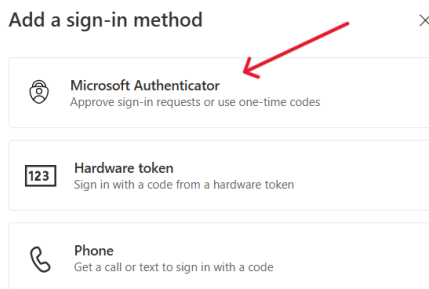 Add a sign-in method
Microsoft Authenticator
Approve sign-in requests or use one-time codes
123
Hardware token
Sign in with a code from a hardware token
Phone
Get a call or text to sign in with a code